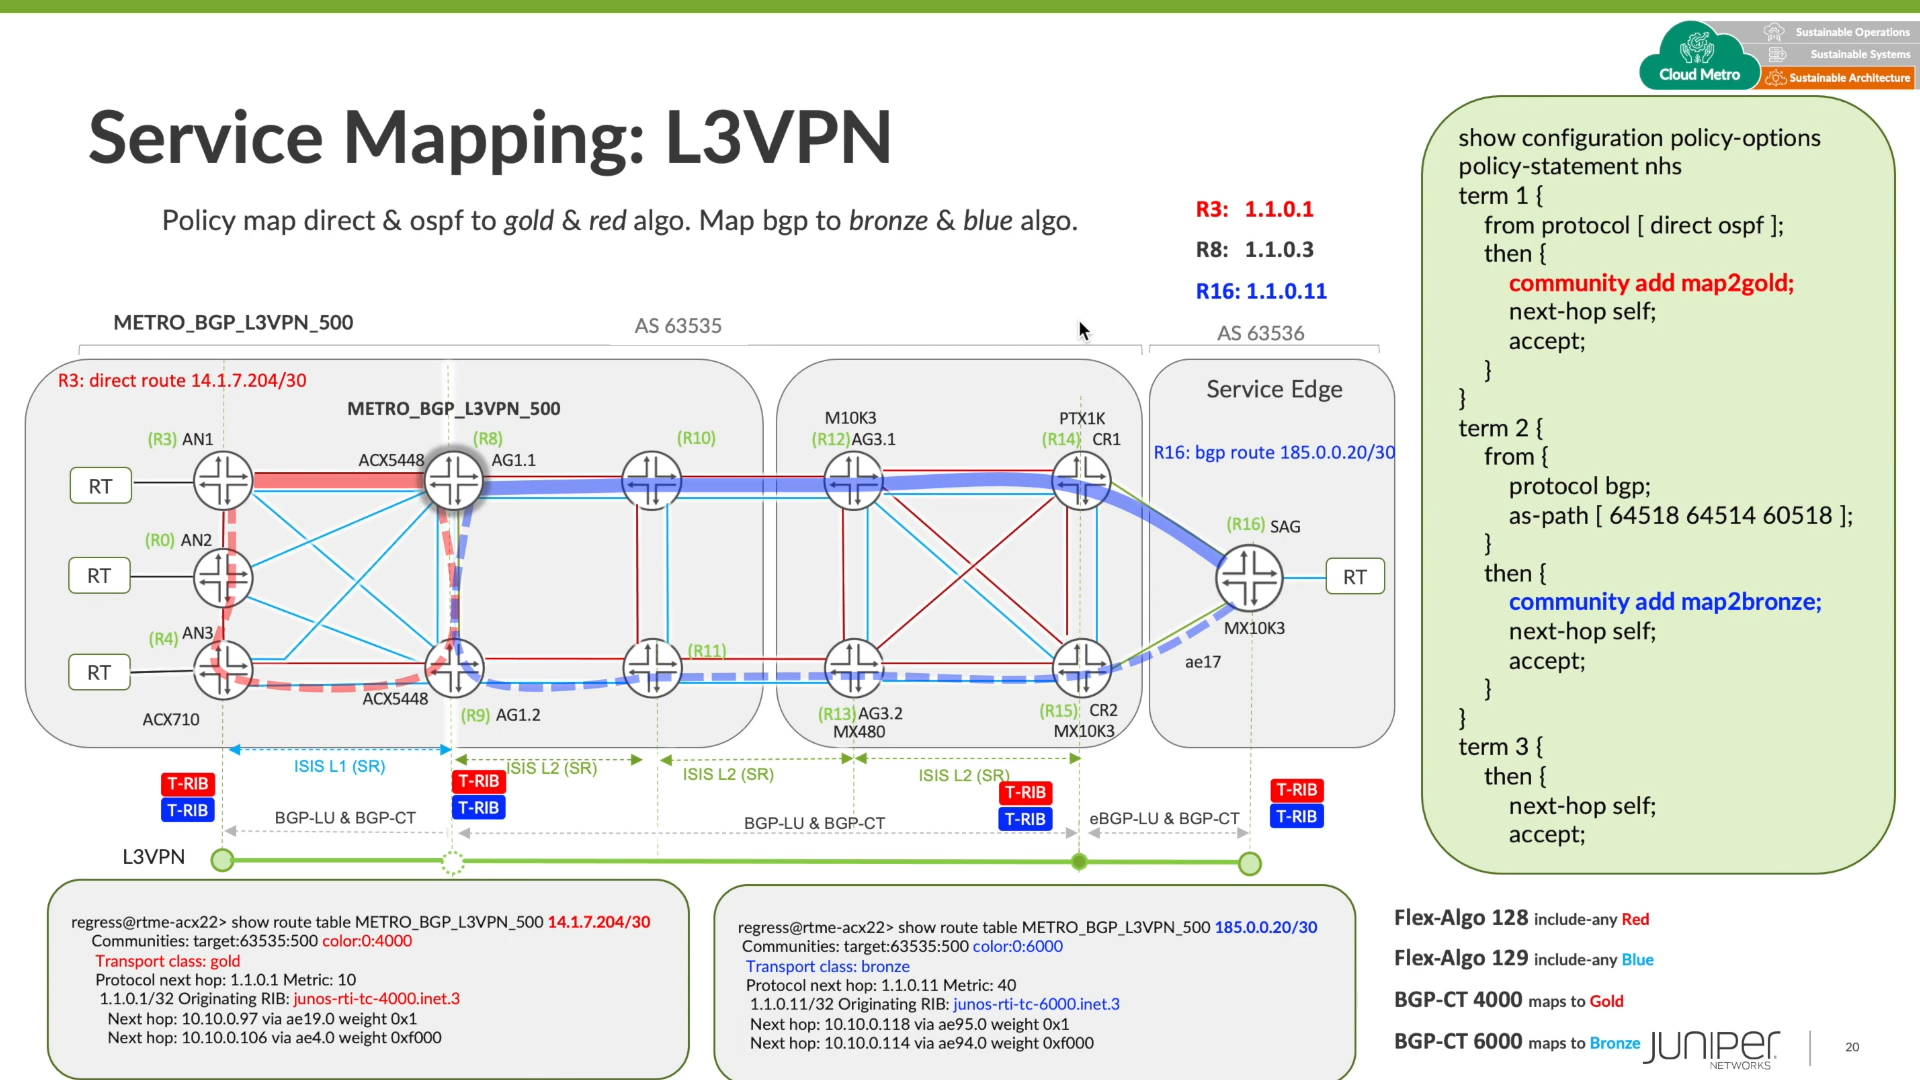 Sustainable Operations
Sustainable Systems
Sustainable Architecture
Cloud Metro
Service Mapping: L3VPN
Policy map direct & ospf to gold & red algo. Map bgp to bronze & blue algo.
R3: 1.1.0.1
R8: 1.1.0.3
R16: 1.1.0.11
show configuration policy-options
policy-statement nhs
term 1 {
from protocol [ direct ospf ];
then {
community add map2gold;
next-hop self;
accept;
}
}
term 2 {
from {
protocol bgp;
as-path [ 64518 64514 60518 ];
}
then {
community add map2bronze;
next-hop self;
accept;
}
}
term 3 {
then {
next-hop self;
accept;
METRO_BGP_L3VPN_500
AS 63535
AS 63536
R3: direct route 14.1.7.204/30
METRO_BGP_L3VPN_500
Service Edge
R16: bgp route 185.0.0.20/30
(R3) AN1
ACX5448
(R8)
AG1.1
(R10)
M10K3
(R12) AG3.1
PTX1K
(R14) CR1
RT
(R0) AN2
RT
(R16) SAG
RT
MX10K3
ae17
(R4) AN3
RT
ACX710
ACX5448
(R9) AG1.2
(R11)
(R13) AG3.2
MX480
(R15) CR2
MX10K3
ISIS L1 (SR)
ISIS L2 (SR)
ISIS L2 (SR)
ISIS L2 (SR)
T-RIB
T-RIB
T-RIB
T-RIB
T-RIB
T-RIB
T-RIB
T-RIB
BGP-LU & BGP-CT
BGP-LU & BGP-CT
eBGP-LU & BGP-CT
L3VPN
regress@rtme-acx22> show route table METRO_BGP_L3VPN_500 14.1.7.204/30
Communities: target:63535:500 color:0:4000
Transport class: gold
Protocol next hop: 1.1.0.1 Metric: 10
1.1.0.1/32 Originating RIB: junos-rti-tc-4000.inet.3
Next hop: 10.10.0.97 via ae19.0 weight 0x1
Next hop: 10.10.0.106 via ae4.0 weight 0xf000
regress@rtme-acx22> show route table METRO_BGP_L3VPN_500 185.0.0.20/30
Communities: target:63535:500 color:0:6000
Transport class: bronze
Protocol next hop: 1.1.0.11 Metric: 40
1.1.0.11/32 Originating RIB: junos-rti-tc-6000.inet.3
Next hop: 10.10.0.118 via ae95.0 weight 0x1
Next hop: 10.10.0.114 via ae94.0 weight 0xf000
Flex-Algo 128 include-any Red
Flex-Algo 129 include-any Blue
BGP-CT 4000 maps to Gold
BGP-CT 6000 maps to Bronze
JUNIPER
NETWORKS
20